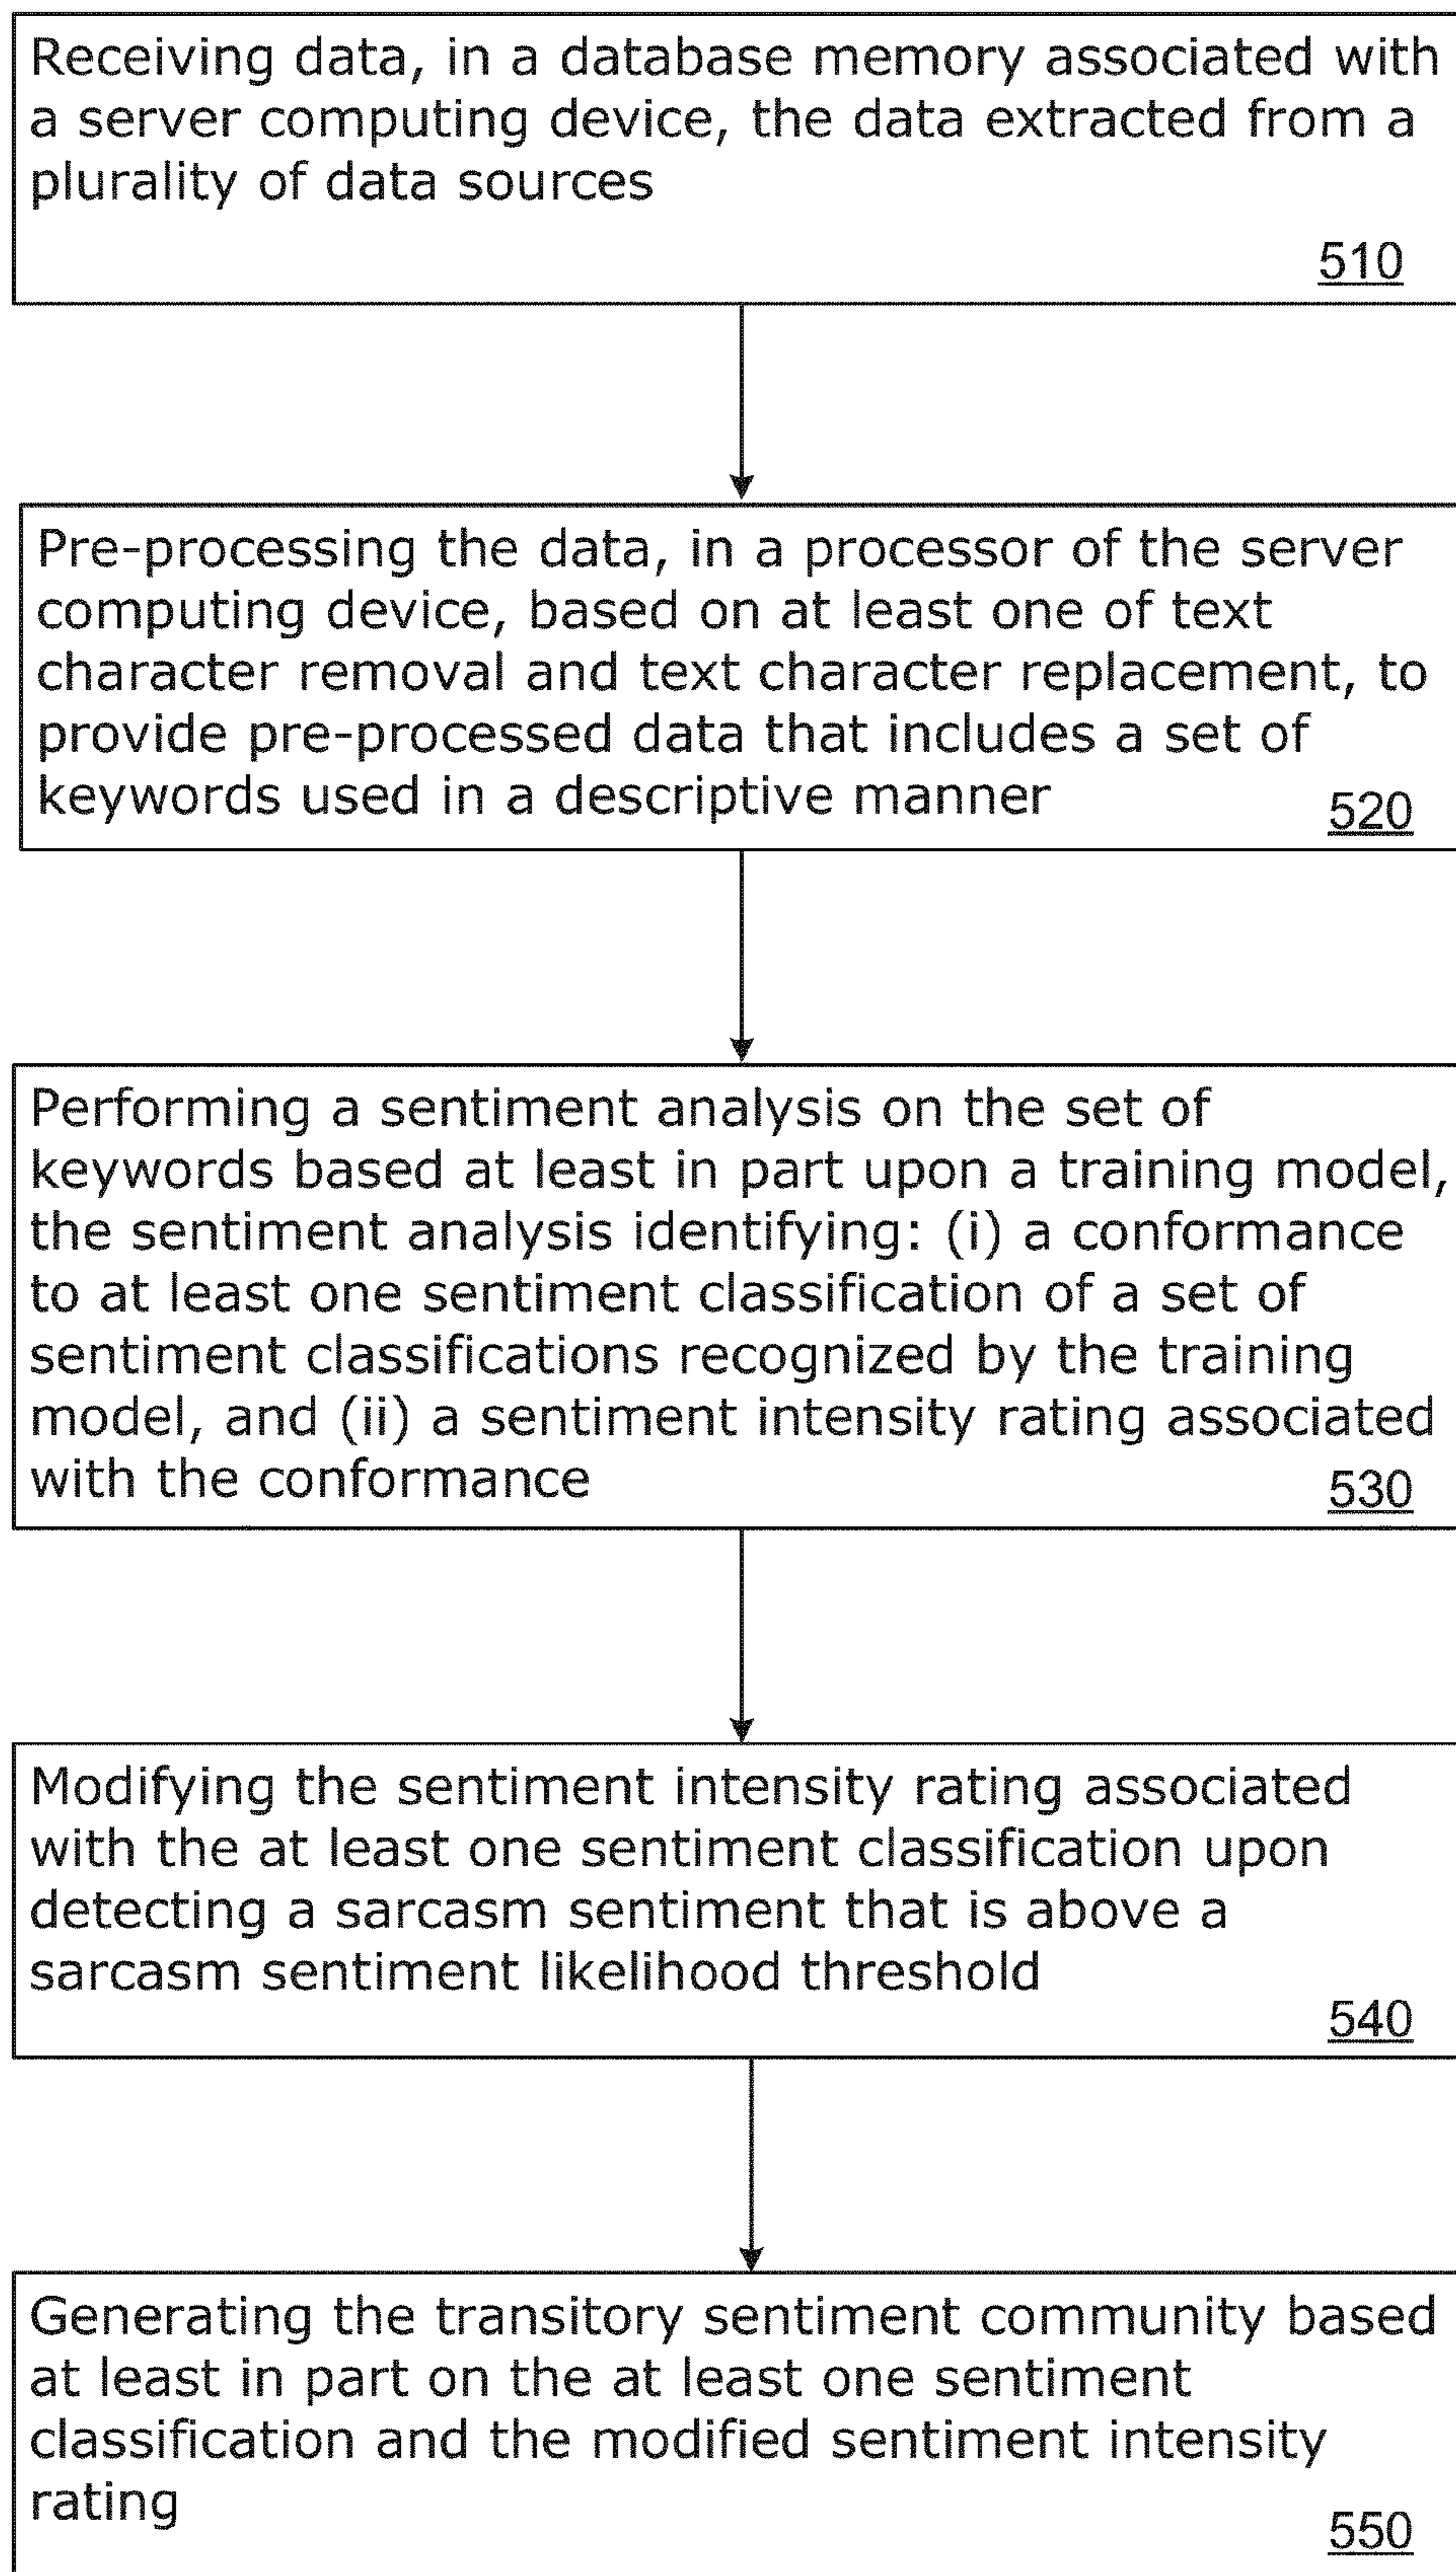 Receiving data, in a database memory associated with
a server computing device, the data extracted from a
plurality of data sources
510
Pre-processing the data, in a processor of the server
computing device, based on at least one of text
character removal and text character replacement, to
provide pre-processed data that includes a set of
keywords used in a descriptive manner
520
Performing a sentiment analysis on the set of
keywords based at least in part upon a training model,
the sentiment analysis identifying: (i) a conformance
to at least one sentiment classification of a set of
sentiment classifications recognized by the training
model, and (ii) a sentiment intensity rating associated
with the conformance
530
Modifying the sentiment intensity rating associated
with the at least one sentiment classification upon
detecting a sarcasm sentiment that is above a
sarcasm sentiment likelihood threshold
540
Generating the transitory sentiment community based
at least in part on the at least one sentiment
classification and the modified sentiment intensity
rating
550